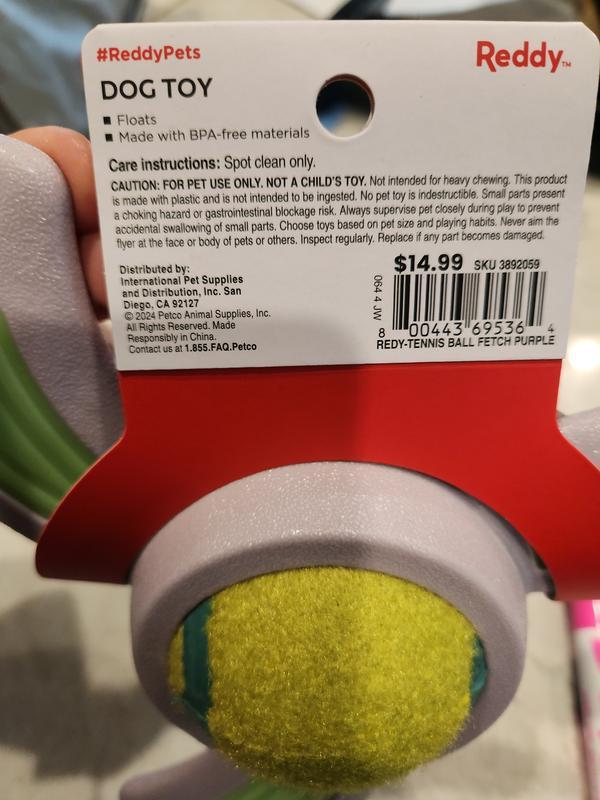 #ReddyPets
Reddy™
DOG TOY
▪ Floats
▪ Made with BPA-free materials
Care instructions: Spot clean only.
CAUTION: FOR PET USE ONLY. NOT A CHILD'S TOY. Not intended for heavy chewing. This product
is made with plastic and is not intended to be ingested. No pet toy is indestructible. Small parts present
a choking hazard or gastrointestinal blockage risk. Always supervise pet closely during play to prevent
accidental swallowing of small parts. Choose toys based on pet size and playing habits. Never aim the
flyer at the face or body of pets or others. Inspect regularly. Replace if any part becomes damaged.
Distributed by:
International Pet Supplies
and Distribution, Inc. San
Diego, CA 92127
© 2024 Petco Animal Supplies, Inc.
All Rights Reserved. Made
Responsibly in China.
Contact us at 1.855.FAQ.Petco
$14.99 SKU 3892059
064 4 JW
8 00443 69536 4
REDY-TENNIS BALL FETCH PURPLE